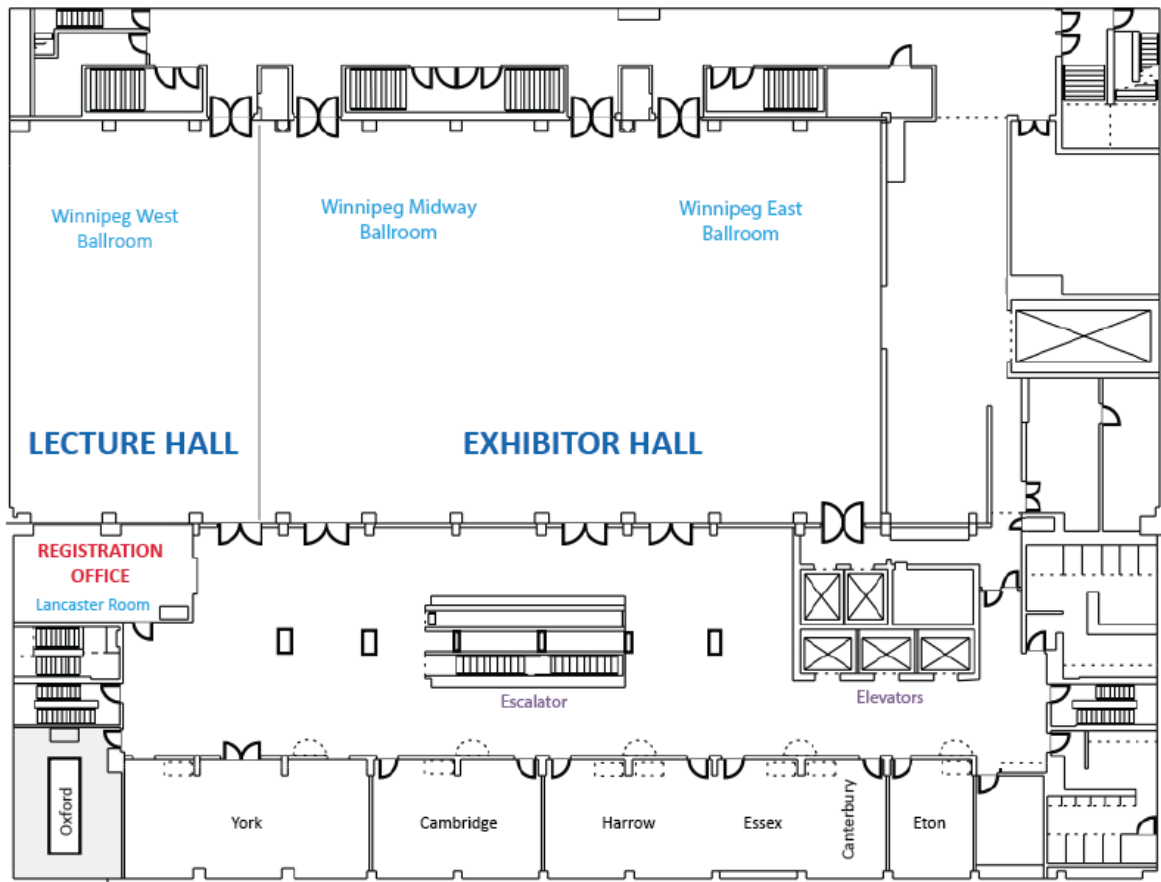 Winnipeg West
Ballroom
Winnipeg Midway
Ballroom
Winnipeg East
Ballroom
LECTURE HALL
EXHIBITOR HALL
REGISTRATION
OFFICE
Lancaster Room
Escalator
Elevators
Oxford
York
Cambridge
Harrow
Essex
Canterbury
Eton